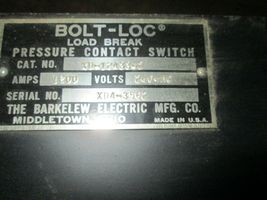 BOLT-LOC®
LOAD BREAK
PRESSURE CONTACT SWITCH
CAT. NO.
AMPS VOLTS
SERIAL NO.
THE BARKELEW ELECTRIC MFG. CO.
MIDDLETOWN, OHIO MADE IN U.S.A.